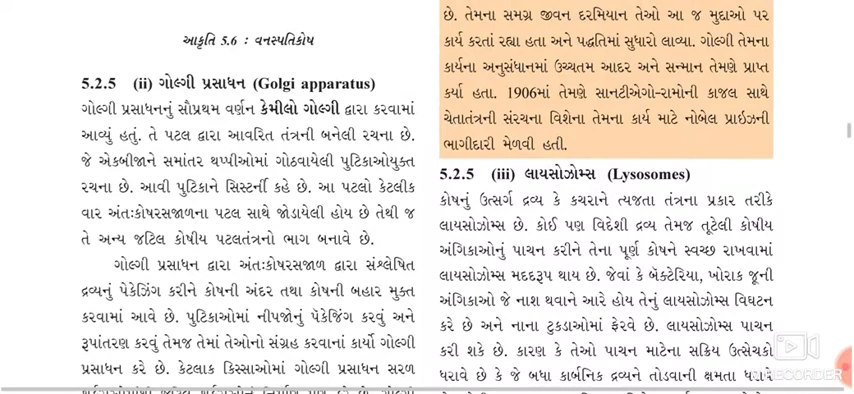 આકૃતિ 5.6 : વનસ્પતિકોષ
5.2.5 (ii) ગોલ્ગી પ્રસાધન (Golgi apparatus)
ગોલ્ગી પ્રસાધનનું સૌપ્રથમ વર્ણન કેમીલો ગોલ્ગી દ્વારા કરવામાં
આવ્યું હતું. તે પટલ દ્વારા આવરિત તંત્રની બનેલી રચના છે.
જે એકબીજાને સમાંતર થપ્પીઓમાં ગોઠવાયેલી પુટિકાઓયુક્ત
રચના છે. આવી પુટિકાને સિસ્ટર્ની કહે છે. આ પટલો કેટલીક
વાર અંતઃકોષરસજાળના પટલ સાથે જોડાયેલી હોય છે તેથી જ
તે અન્ય જટિલ કોષીય પટલતંત્રનો ભાગ બનાવે છે.
ગોલ્ગી પ્રસાધન દ્વારા અંતઃકોષરસજાળ દ્વારા સંશ્લેષિત
દ્રવ્યનું પેકેઝિંગ કરીને કોષની અંદર તથા કોષની બહાર મુક્ત
કરવામાં આવે છે. પુટિકાઓમાં નીપજોનું પૅકેજિંગ કરવું અને
રૂપાંતરણ કરવું તેમજ તેમાં તેઓનો સંગ્રહ કરવાનાં કાર્યો ગોલ્ગી
પ્રસાધન કરે છે. કેટલાક કિસ્સાઓમાં ગોલ્ગી પ્રસાધન સરળ
છે. તેમના સમગ્ર જીવન દરમિયાન તેઓ આ જ મુદાઓ પર
કાર્ય કરતાં રહ્યા હતા અને પદ્ધતિમાં સુધારો લાવ્યા. ગોલ્ગી તેમના
કાર્યના અનુસંધાનમાં ઉચ્ચતમ આદર અને સન્માન તેમણે પ્રાપ્ત
કર્યા હતા. 1906માં તેમણે સાનટીએગો-રામોની કાજલ સાથે
ચેતાતંત્રની સંરચના વિશેના તેમના કાર્ય માટે નોબેલ પ્રાઇઝની
ભાગીદારી મેળવી હતી.
5.2.5 (iii) લાયસોઝોમ્સ (Lysosomes)
કોષનું ઉત્સર્ગ દ્રવ્ય કે કચરાને ત્યજતા તંત્રના પ્રકાર તરીકે
લાયસોઝોમ્સ છે. કોઈ પણ વિદેશી દ્રવ્ય તેમજ તૂટેલી કોષીય
અંગિકાઓનું પાચન કરીને તેના પૂર્ણ કોષને સ્વચ્છ રાખવામાં
લાયસોઝોમ્સ મદદરૂપ થાય છે. જેવાં કે બૅક્ટેરિયા, ખોરાક જૂની
અંગિકાઓ જે નાશ થવાને આરે હોય તેનું લાયસોઝોમ્સ વિઘટન
કરે છે અને નાના ટુકડાઓમાં ફેરવે છે. લાયસોઝોમ્સ પાચન
કરી શકે છે. કારણ કે તેઓ પાચન માટેના સક્રિય ઉત્સેચકો
ધરાવે છે કે જે બધા કાર્બનિક દ્રવ્યને તોડવાની ક્ષમતા ધરાવે
RECORDER